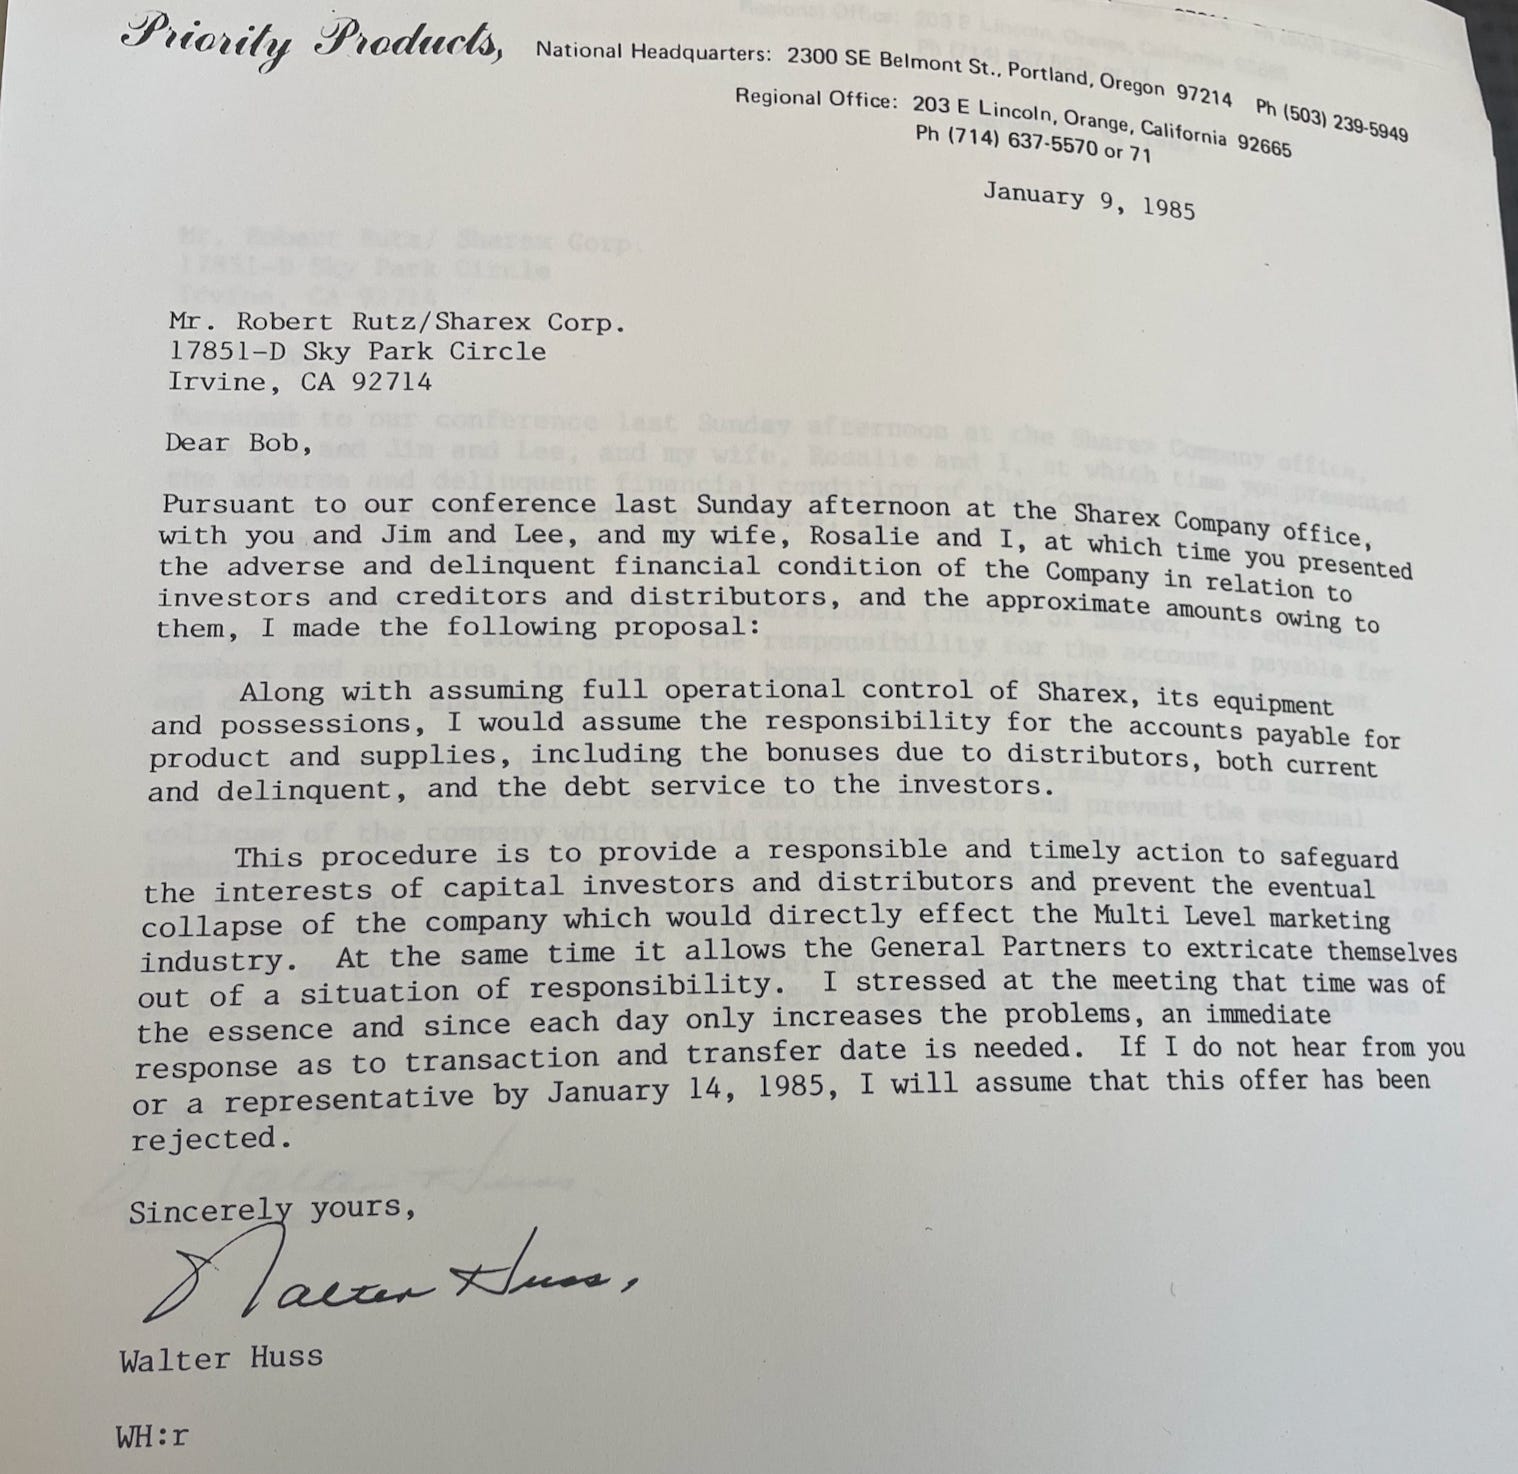 Priority Products, National Headquarters: 2300 SE Belmont St., Portland, Oregon 97214 Ph (503) 239-5949
Regional Office: 203 E Lincoln, Orange, California 92665
Ph (714) 637-5570 or 71
January 9, 1985
Mr. Robert Rutz/Sharex Corp.
17851-D Sky Park Circle
Irvine, CA 92714
Dear Bob,
Pursuant to our conference last Sunday afternoon at the Sharex Company office,
with you and Jim and Lee, and my wife, Rosalie and I, at which time you presented
the adverse and delinquent financial condition of the Company in relation to
investors and creditors and distributors, and the approximate amounts owing to
them, I made the following proposal:
Along with assuming full operational control of Sharex, its equipment
and possessions, I would assume the responsibility for the accounts payable for
product and supplies, including the bonuses due to distributors, both current
and delinquent, and the debt service to the investors.
This procedure is to provide a responsible and timely action to safeguard
the interests of capital investors and distributors and prevent the eventual
collapse of the company which would directly effect the Multi Level marketing
industry. At the same time it allows the General Partners to extricate themselves
out of a situation of responsibility. I stressed at the meeting that time was of
the essence and since each day only increases the problems, an immediate
response as to transaction and transfer date is needed. If I do not hear from you
or a representative by January 14, 1985, I will assume that this offer has been
rejected.
Sincerely yours,
Walter Huss,
Walter Huss
WH:r